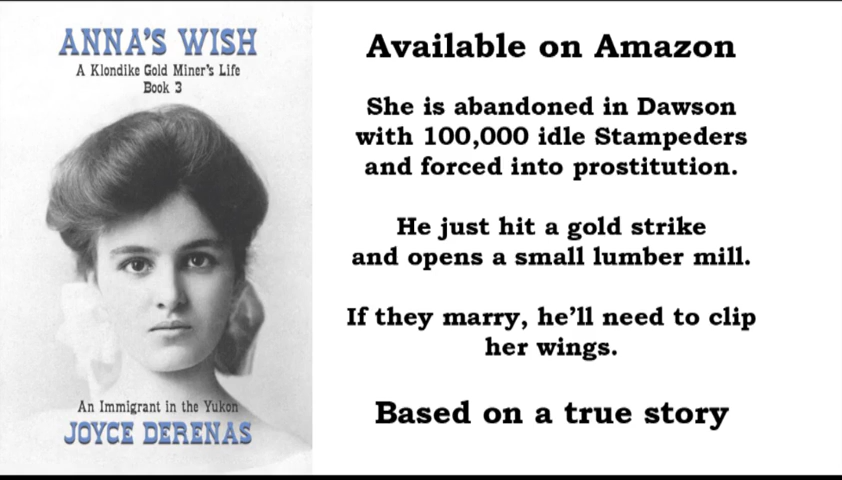 ANNA'S WISH
A Klondike Gold Miner's Life
Book 3
An Immigrant in the Yukon
JOYCE DERENAS
Available on Amazon
She is abandoned in Dawson
with 100,000 idle Stampeders
and forced into prostitution.
He just hit a gold strike
and opens a small lumber mill.
If they marry, he'll need to clip
her wings.
Based on a true story